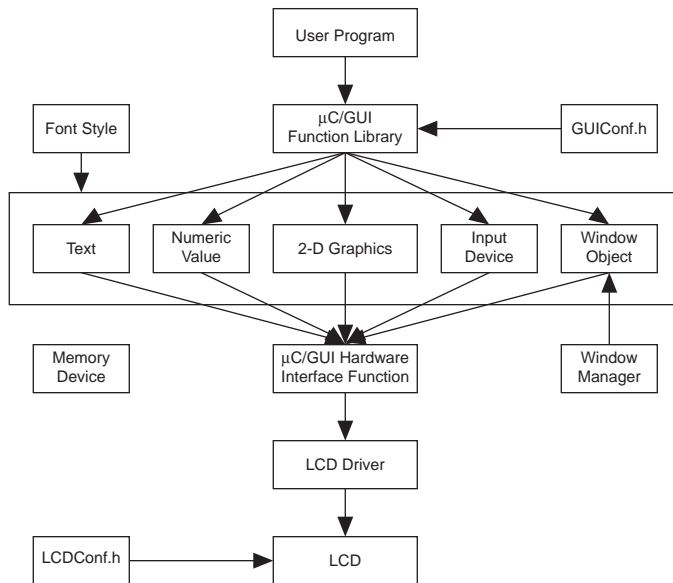 User Program
Font Style
µC/GUI
Function Library
GUIConf.h
Text
Numeric
Value
2-D Graphics
Input
Device
Window
Object
Memory
Device
µC/GUI Hardware
Interface Function
Window
Manager
LCD Driver
LCDConf.h
LCD